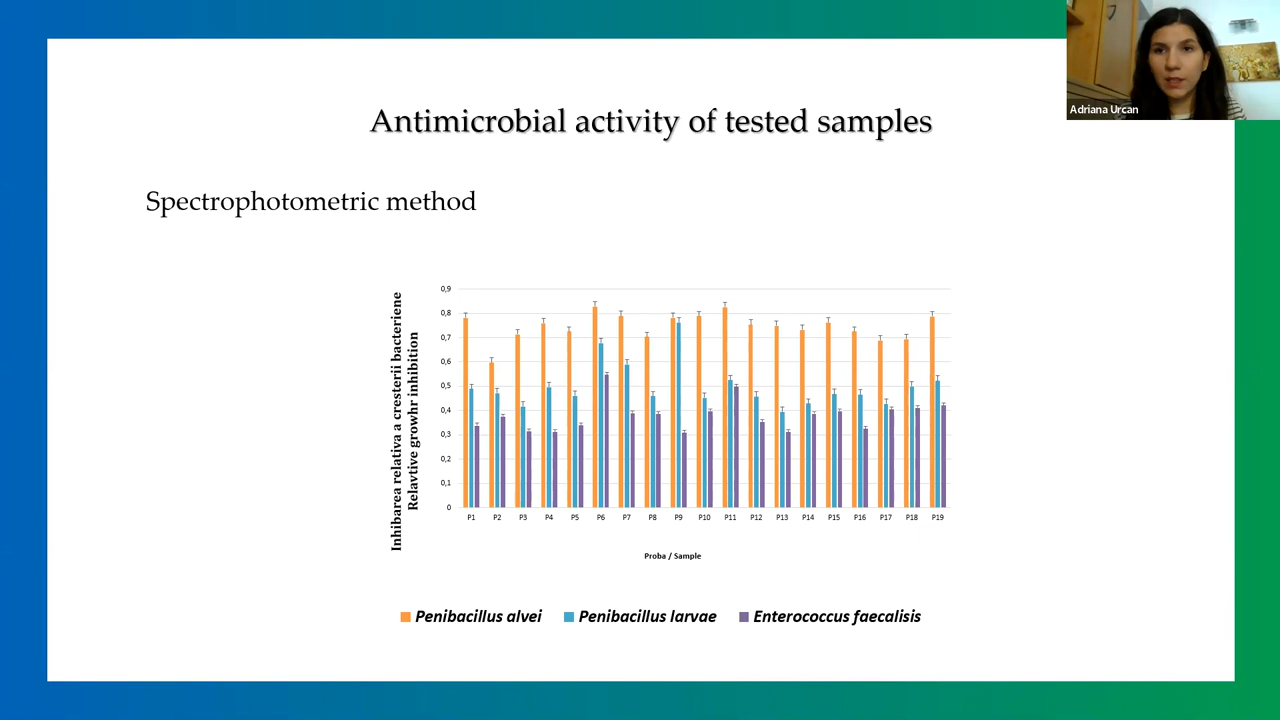 Adriana Urcan
Antimicrobial activity of tested samples
Spectrophotometric method
Inhibarea relativa a cresterii bacteriene
Relavtive growhr inhibition
0,9
0,8
0,7
0,6
0,5
0,4
0,3
0,2
0,1
0
P1 P2 P3 P4 P5 P6 P7 P8 P9 P10 P11 P12 P13 P14 P15 P16 P17 P18 P19
Proba / Sample
Penibacillus alvei Penibacillus larvae Enterococcus faecalisis